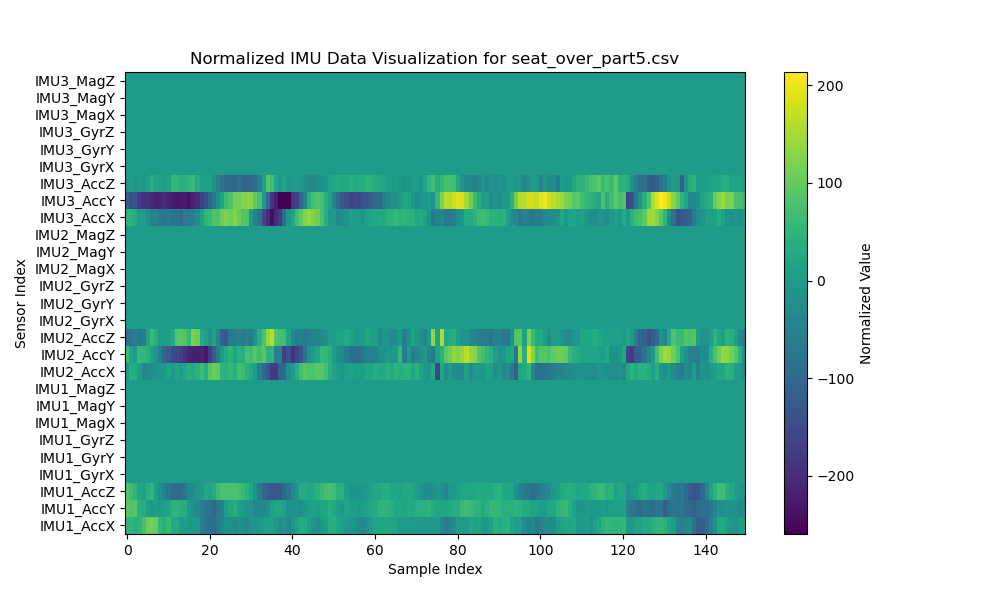 Normalized IMU Data Visualization for seat_over_part5.csv
Sensor Index
IMU3_MagZ
IMU3_MagY
IMU3_MagX
IMU3_GyrZ
IMU3_GyrY
IMU3_GyrX
IMU3_AccZ
IMU3_AccY
IMU3_AccX
IMU2_MagZ
IMU2_MagY
IMU2_MagX
IMU2_GyrZ
IMU2_GyrY
IMU2_GyrX
IMU2_AccZ
IMU2_AccY
IMU2_AccX
IMU1_MagZ
IMU1_MagY
IMU1_MagX
IMU1_GyrZ
IMU1_GyrY
IMU1_GyrX
IMU1_AccZ
IMU1_AccY
IMU1_AccX
0 20 40 60 80 100 120 140
Sample Index
200
100
0
−100
−200
Normalized Value